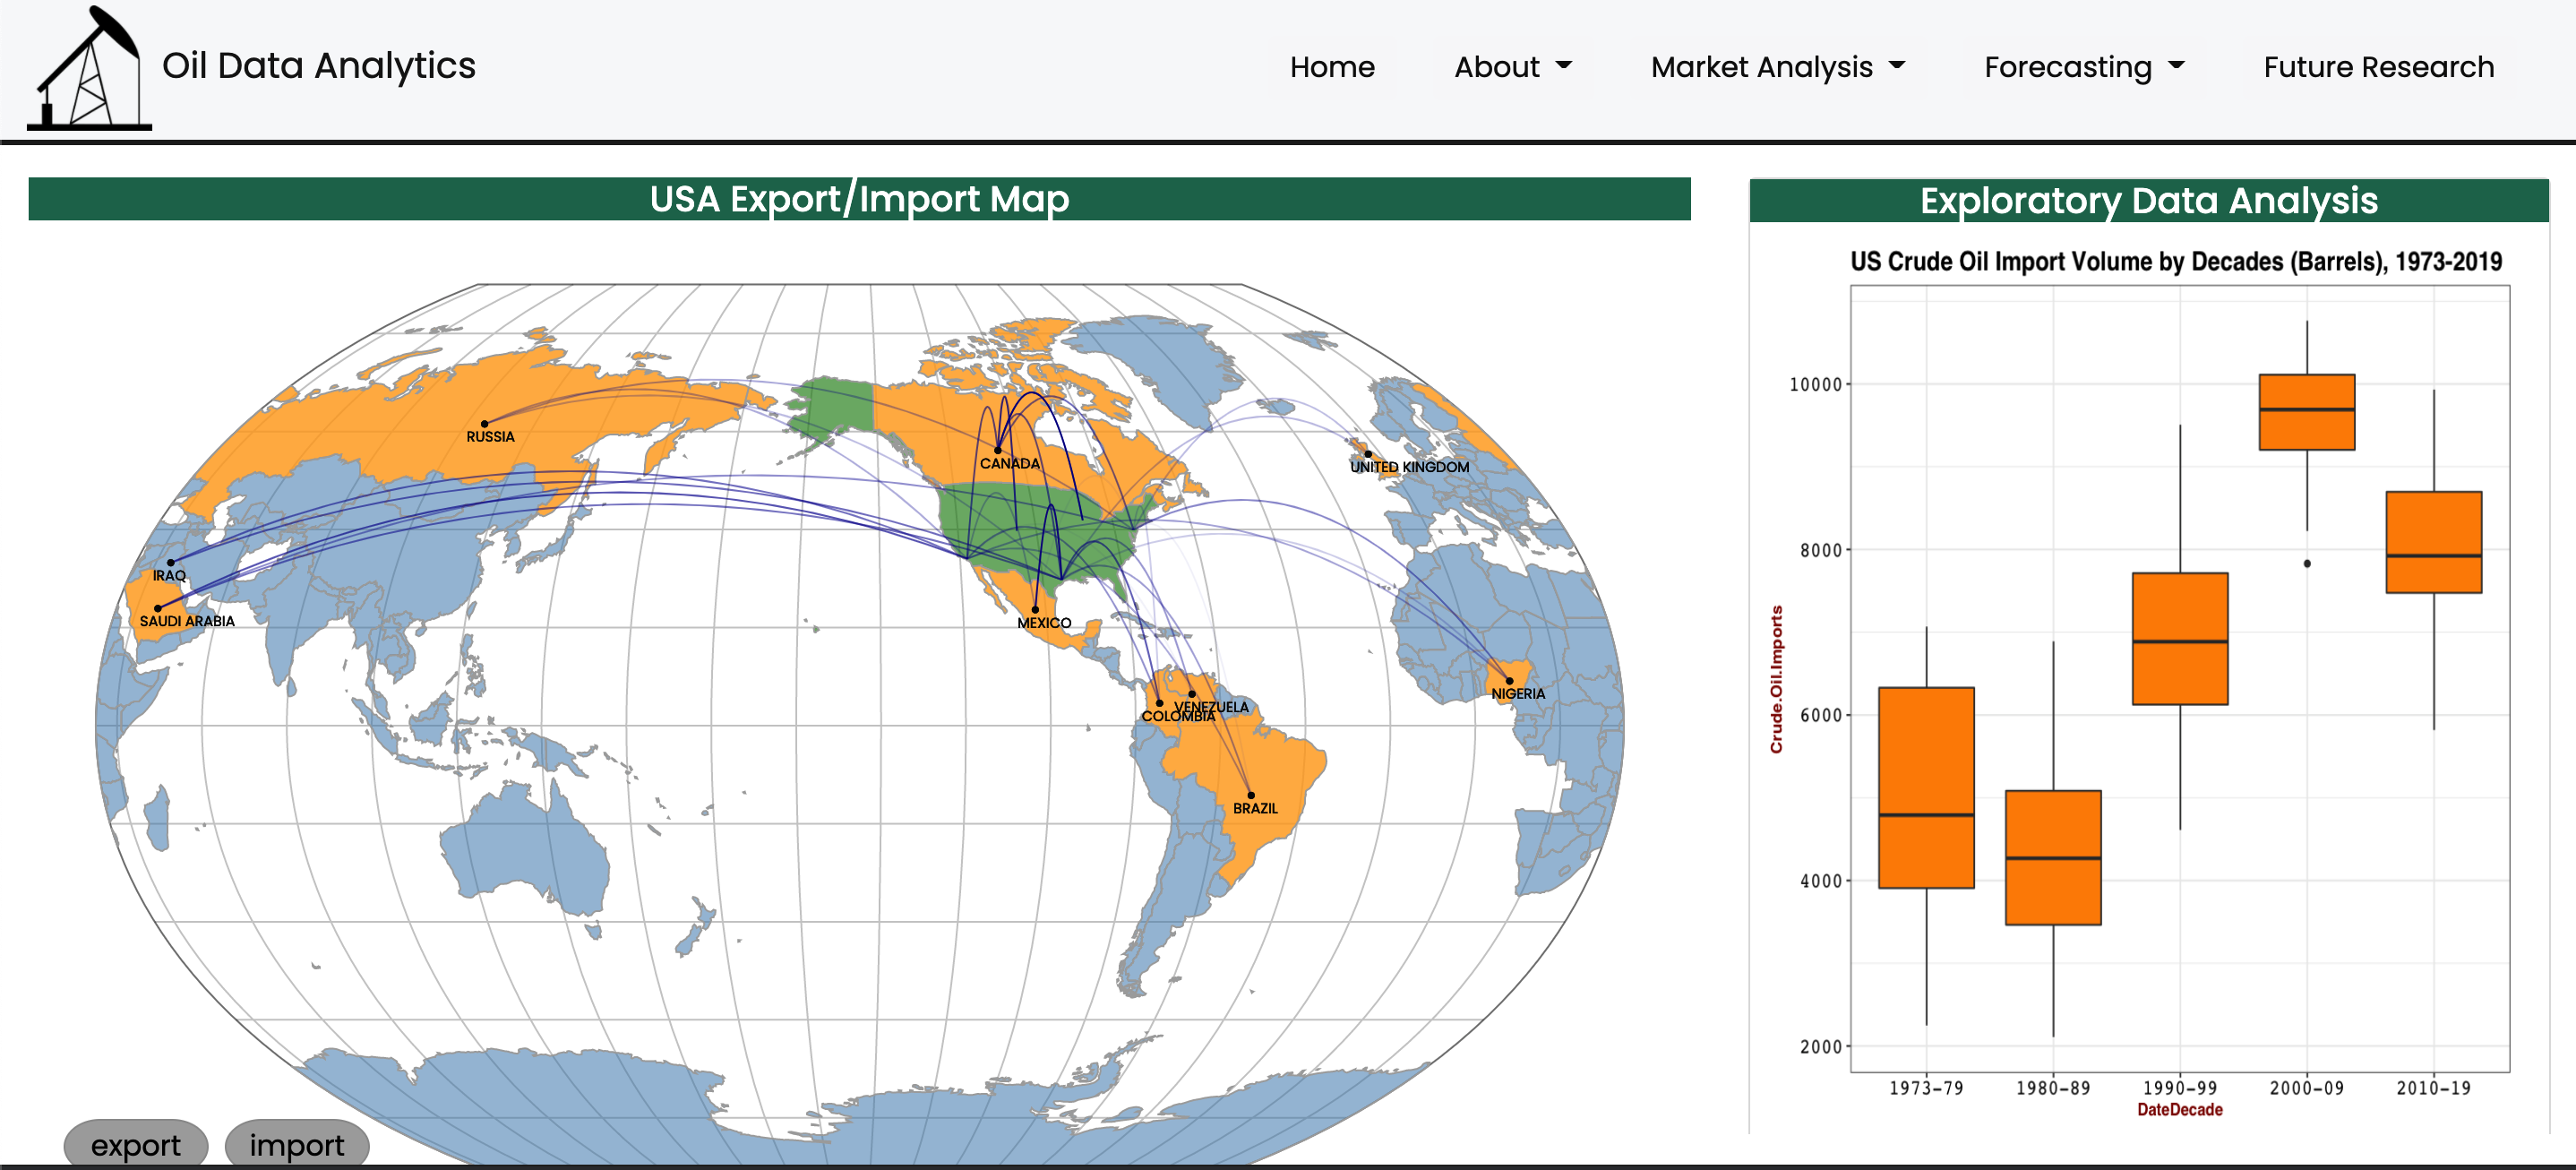 Oil Data Analytics
Home
About
Market Analysis
Forecasting
Future Research
USA Export/Import Map
RUSSIA
CANADA
UNITED KINGDOM
IRAQ
SAUDI ARABIA
MEXICO
NIGERIA
VENEZUELA
COLOMBIA
BRAZIL
export
import
Exploratory Data Analysis
US Crude Oil Import Volume by Decades (Barrels), 1973-2019
Crude.Oil.Imports
10000
8000
6000
4000
2000
1973-79
1980-89
1990-99
2000-09
2010-19
DateDecade